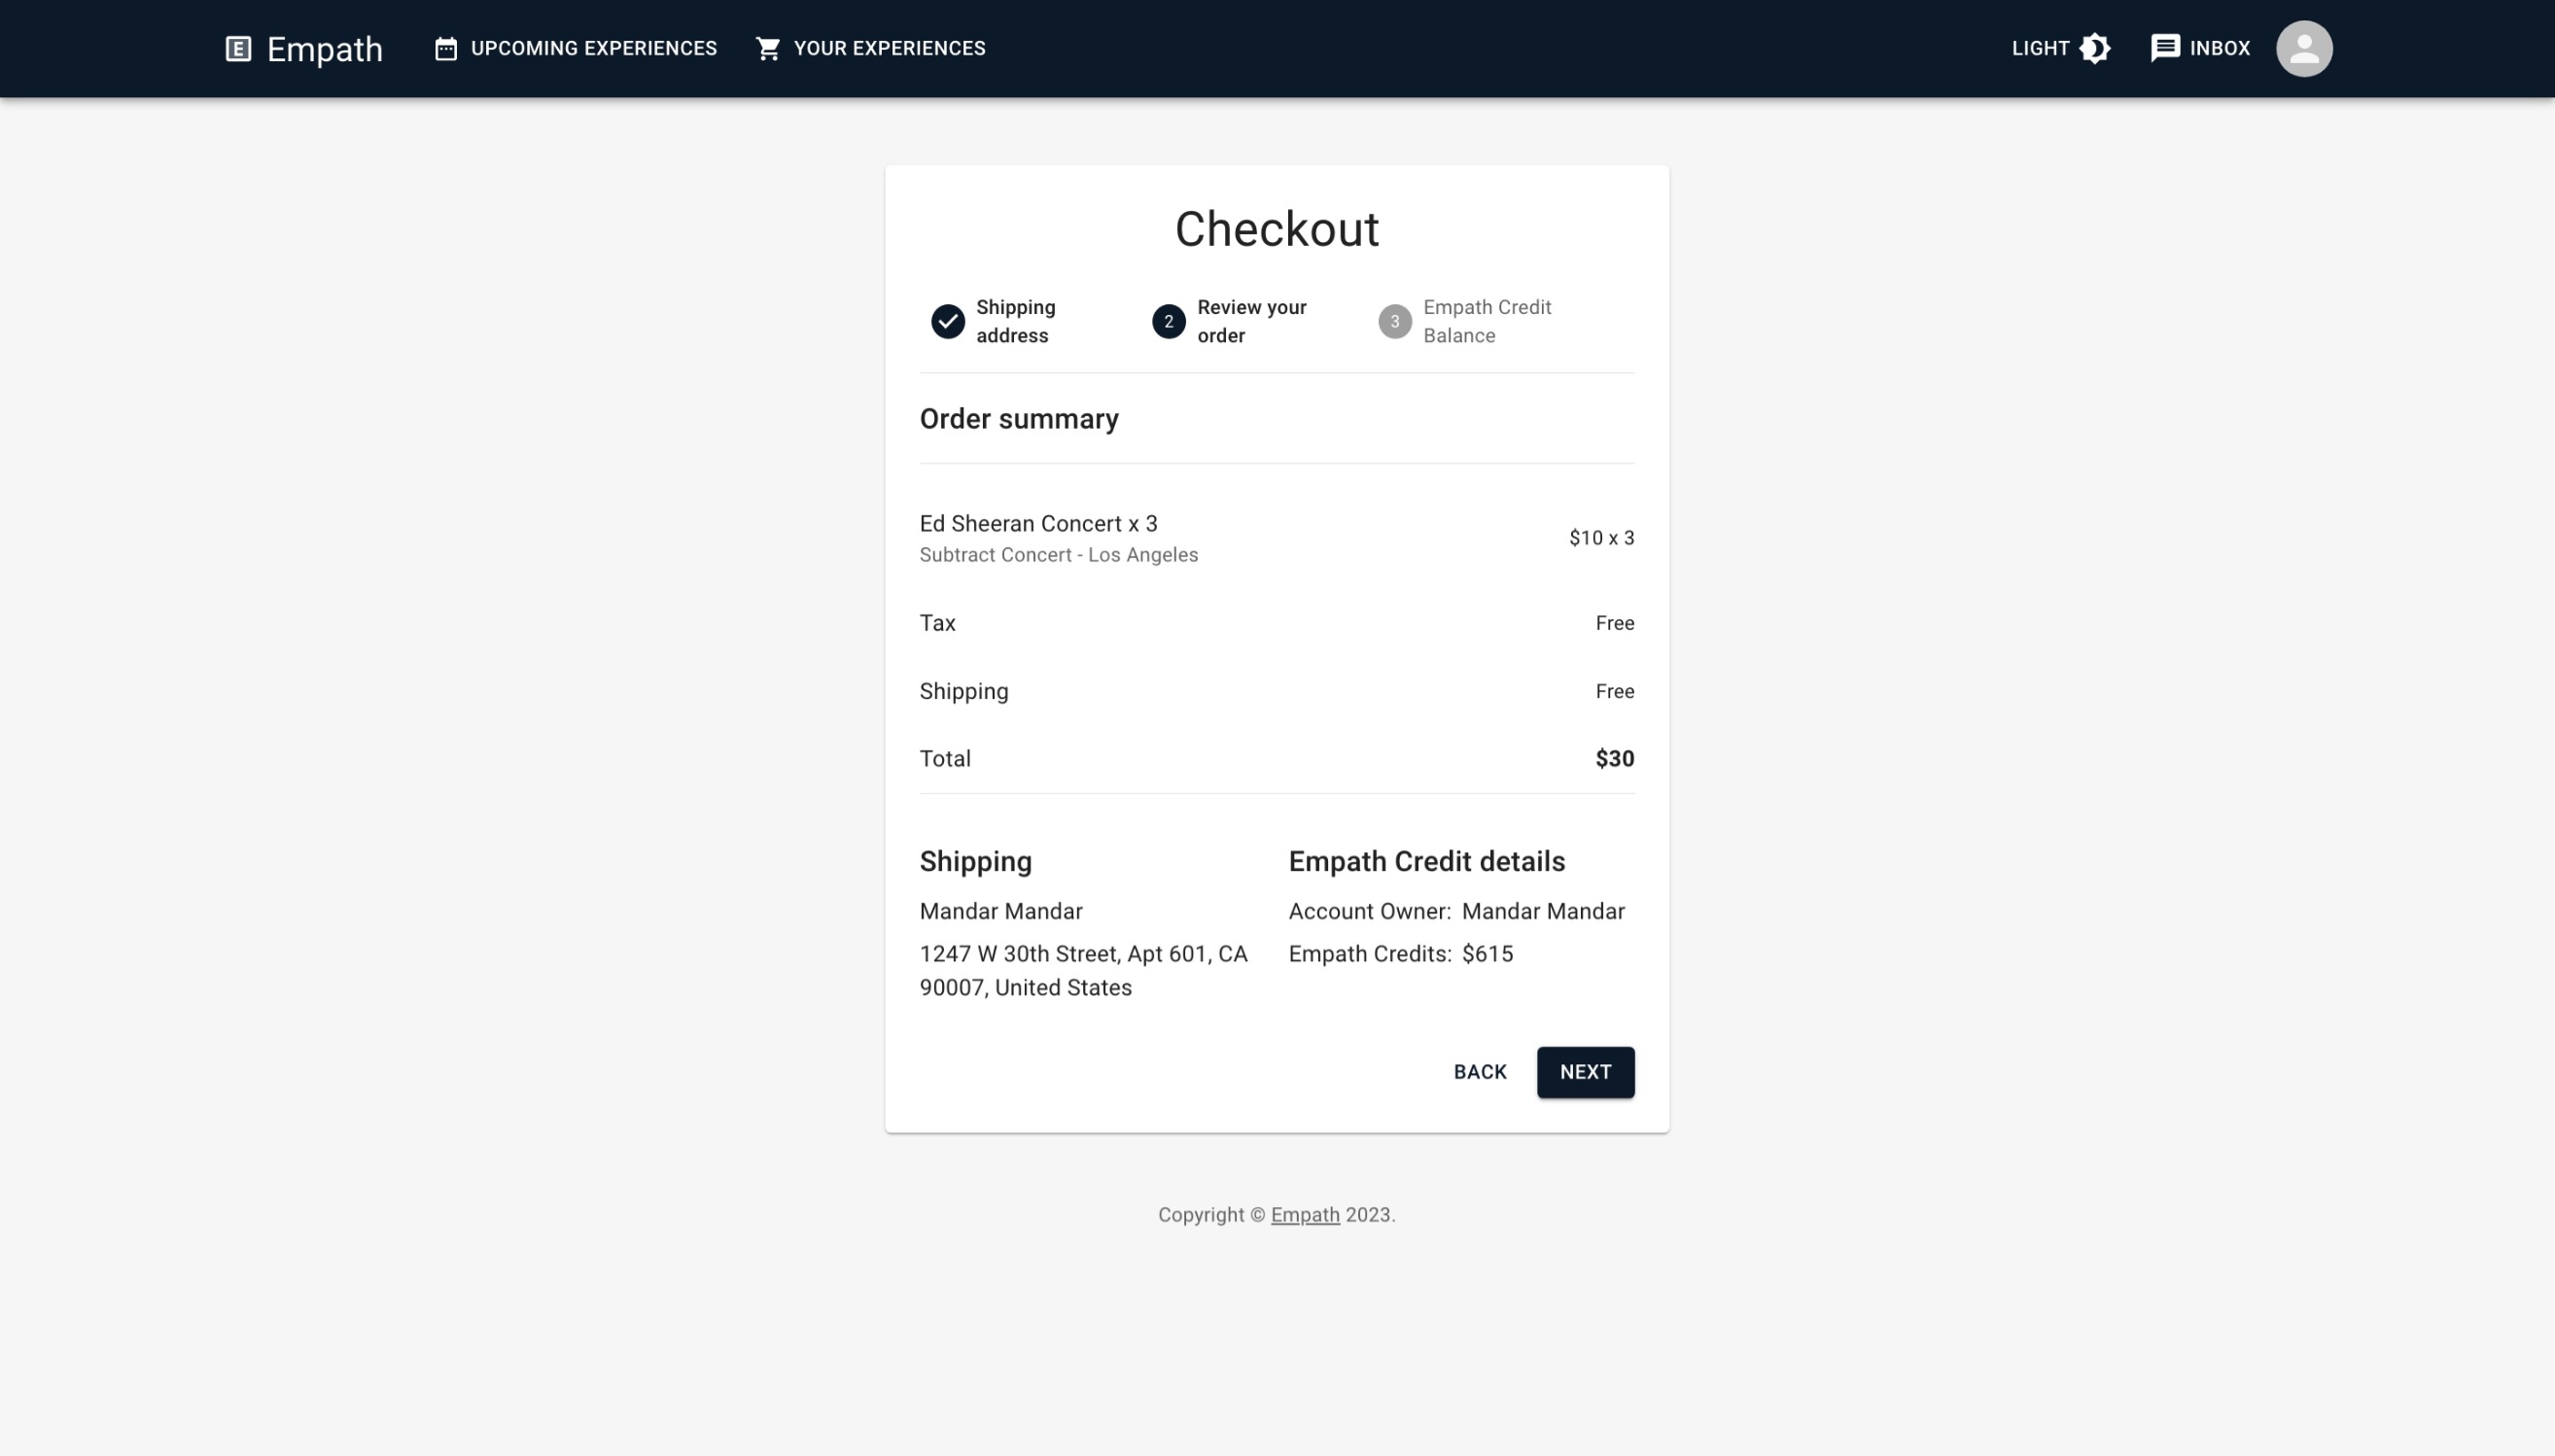 E Empath UPCOMING EXPERIENCES YOUR EXPERIENCES LIGHT INBOX
Checkout
Shipping address
2 Review your order
3 Empath Credit Balance
Order summary
Ed Sheeran Concert x 3
Subtract Concert - Los Angeles
$10 x 3
Tax Free
Shipping Free
Total $30
Shipping
Mandar Mandar
1247 W 30th Street, Apt 601, CA
90007, United States
Empath Credit details
Account Owner: Mandar Mandar
Empath Credits: $615
BACK NEXT
Copyright © Empath 2023.